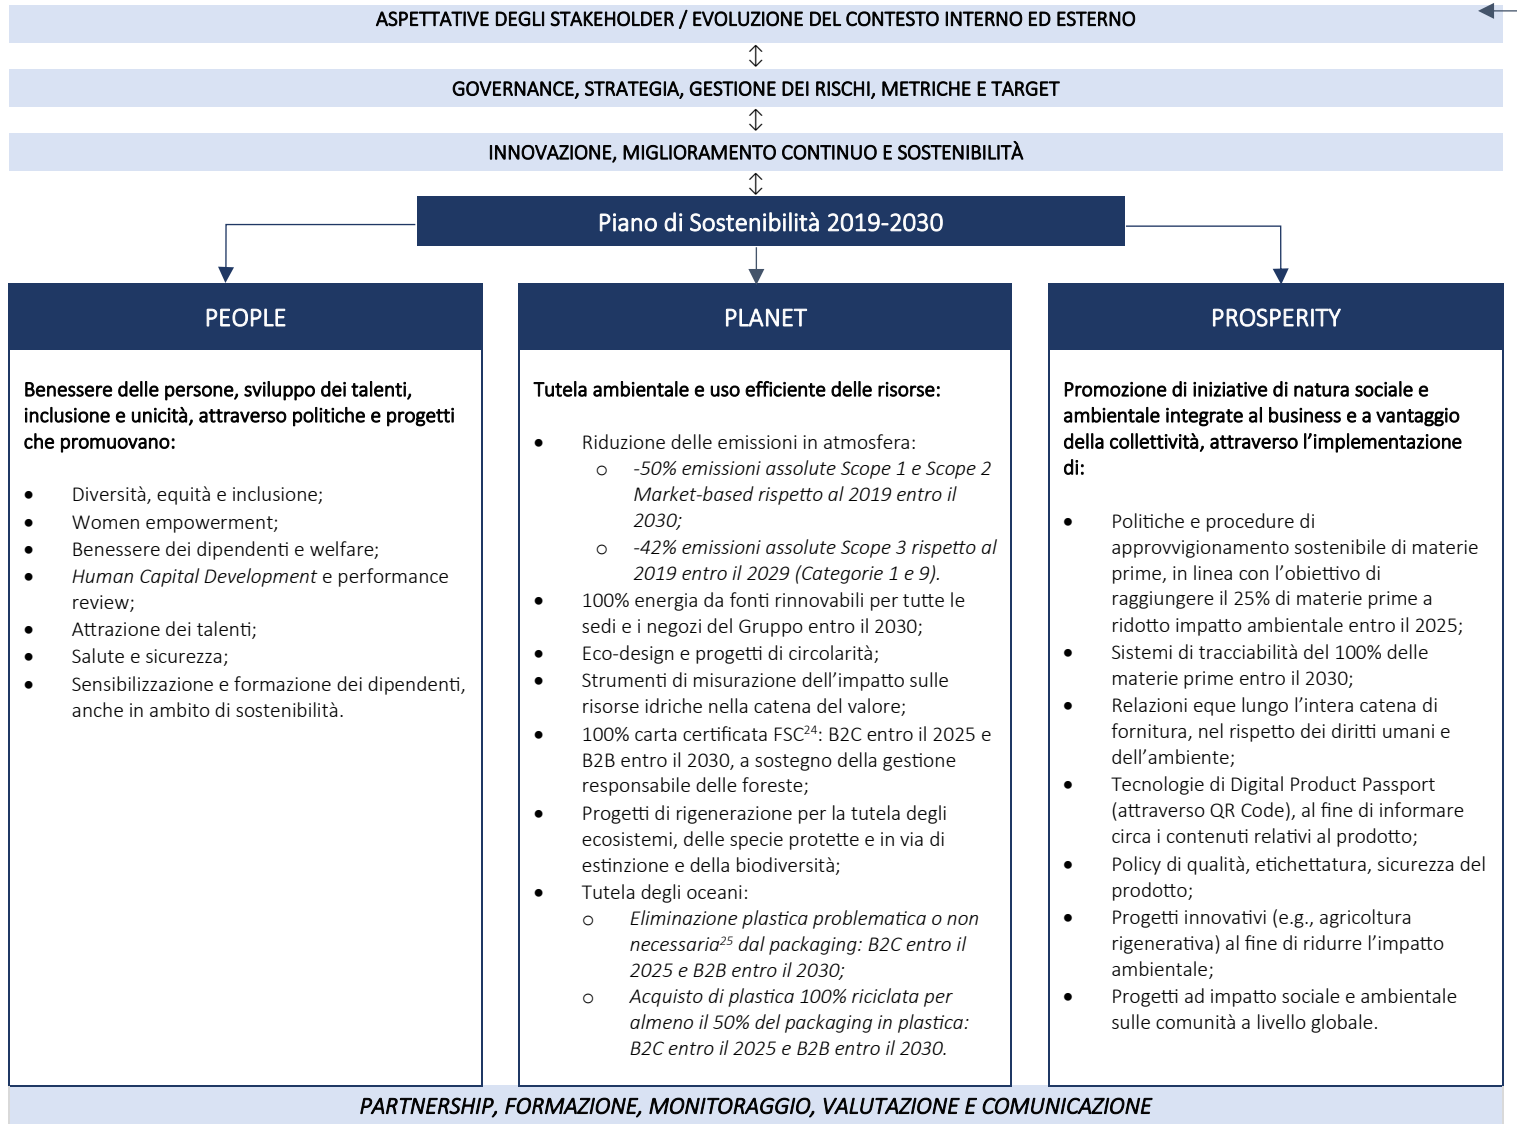 ASPETTATIVE DEGLI STAKEHOLDER / EVOLUZIONE DEL CONTESTO INTERNO ED ESTERNO
GOVERNANCE, STRATEGIA, GESTIONE DEI RISCHI, METRICHE E TARGET
INNOVAZIONE, MIGLIORAMENTO CONTINUO E SOSTENIBILITÀ
Piano di Sostenibilità 2019-2030
PEOPLE
Benessere delle persone, sviluppo dei talenti,
inclusione e unicità, attraverso politiche e progetti
che promuovano:
• Diversità, equità e inclusione;
• Women empowerment;
• Benessere dei dipendenti e welfare;
• Human Capital Development e performance
review;
• Attrazione dei talenti;
• Salute e sicurezza;
• Sensibilizzazione e formazione dei dipendenti,
anche in ambito di sostenibilità.
PLANET
Tutela ambientale e uso efficiente delle risorse:
• Riduzione delle emissioni in atmosfera:
o -50% emissioni assolute Scope 1 e Scope 2
Market-based rispetto al 2019 entro il
2030;
o -42% emissioni assolute Scope 3 rispetto al
2019 entro il 2029 (Categorie 1 e 9).
• 100% energia da fonti rinnovabili per tutte le
sedi e i negozi del Gruppo entro il 2030;
• Eco-design e progetti di circolarità;
• Strumenti di misurazione dell'impatto sulle
risorse idriche nella catena del valore;
• 100% carta certificata FSC24: B2C entro il 2025 e
B2B entro il 2030, a sostegno della gestione
responsabile delle foreste;
• Progetti di rigenerazione per la tutela degli
ecosistemi, delle specie protette e in via di
estinzione e della biodiversità;
• Tutela degli oceani:
o Eliminazione plastica problematica o non
necessaria25 dal packaging: B2C entro il
2025 e B2B entro il 2030;
o Acquisto di plastica 100% riciclata per
almeno il 50% del packaging in plastica:
B2C entro il 2025 e B2B entro il 2030.
PROSPERITY
Promozione di iniziative di natura sociale e
ambientale integrate al business e a vantaggio
della collettività, attraverso l'implementazione
di:
• Politiche e procedure di
approvvigionamento sostenibile di materie
prime, in linea con l'obiettivo di
raggiungere il 25% di materie prime a
ridotto impatto ambientale entro il 2025;
• Sistemi di tracciabilità del 100% delle
materie prime entro il 2030;
• Relazioni eque lungo l'intera catena di
fornitura, nel rispetto dei diritti umani e
dell'ambiente;
• Tecnologie di Digital Product Passport
(attraverso QR Code), al fine di informare
circa i contenuti relativi al prodotto;
• Policy di qualità, etichettatura, sicurezza del
prodotto;
• Progetti innovativi (e.g., agricoltura
rigenerativa) al fine di ridurre l'impatto
ambientale;
• Progetti ad impatto sociale e ambientale
sulle comunità a livello globale.
PARTNERSHIP, FORMAZIONE, MONITORAGGIO, VALUTAZIONE E COMUNICAZIONE